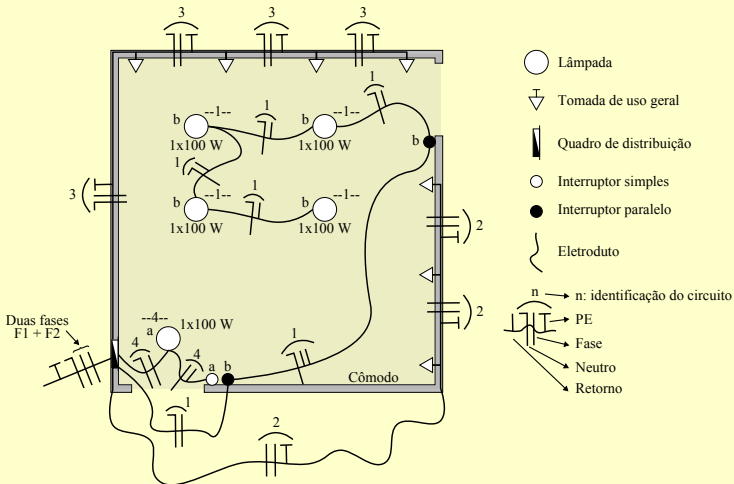 3
3
3
1
b
--1--
1
--1--
b
b
1x100 W
1x100 W
1
1
b
--1--
b
--1--
1x100 W
1x100 W
3
2
2
--4--
a
1x100 W
Duas fases
F1 + F2
4
4
a
b
1
Cômodo
1
2
Lâmpada
Tomada de uso geral
Quadro de distribuição
Interruptor simples
Interruptor paralelo
Eletroduto
n
n: identificação do circuito
PE
Fase
Neutro
Retorno